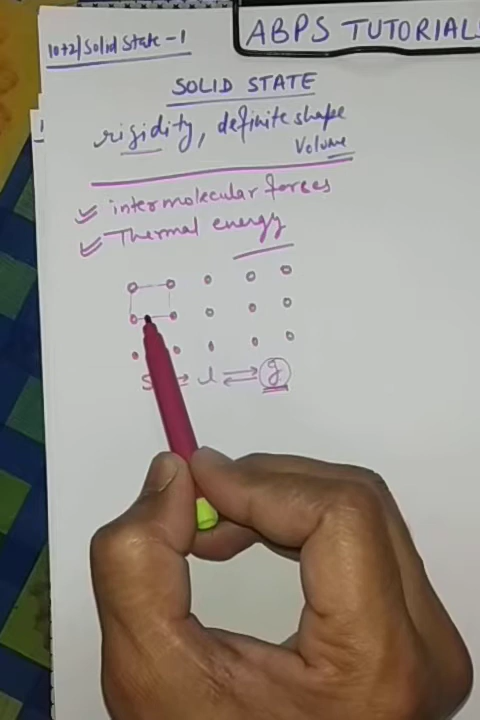 ABPS TUTORIALS
10+2/Solid State-1
SOLID STATE
rigidity, definite shape
Volume
intermolecular forces
Thermal energy
S ⇌ l ⇌ g